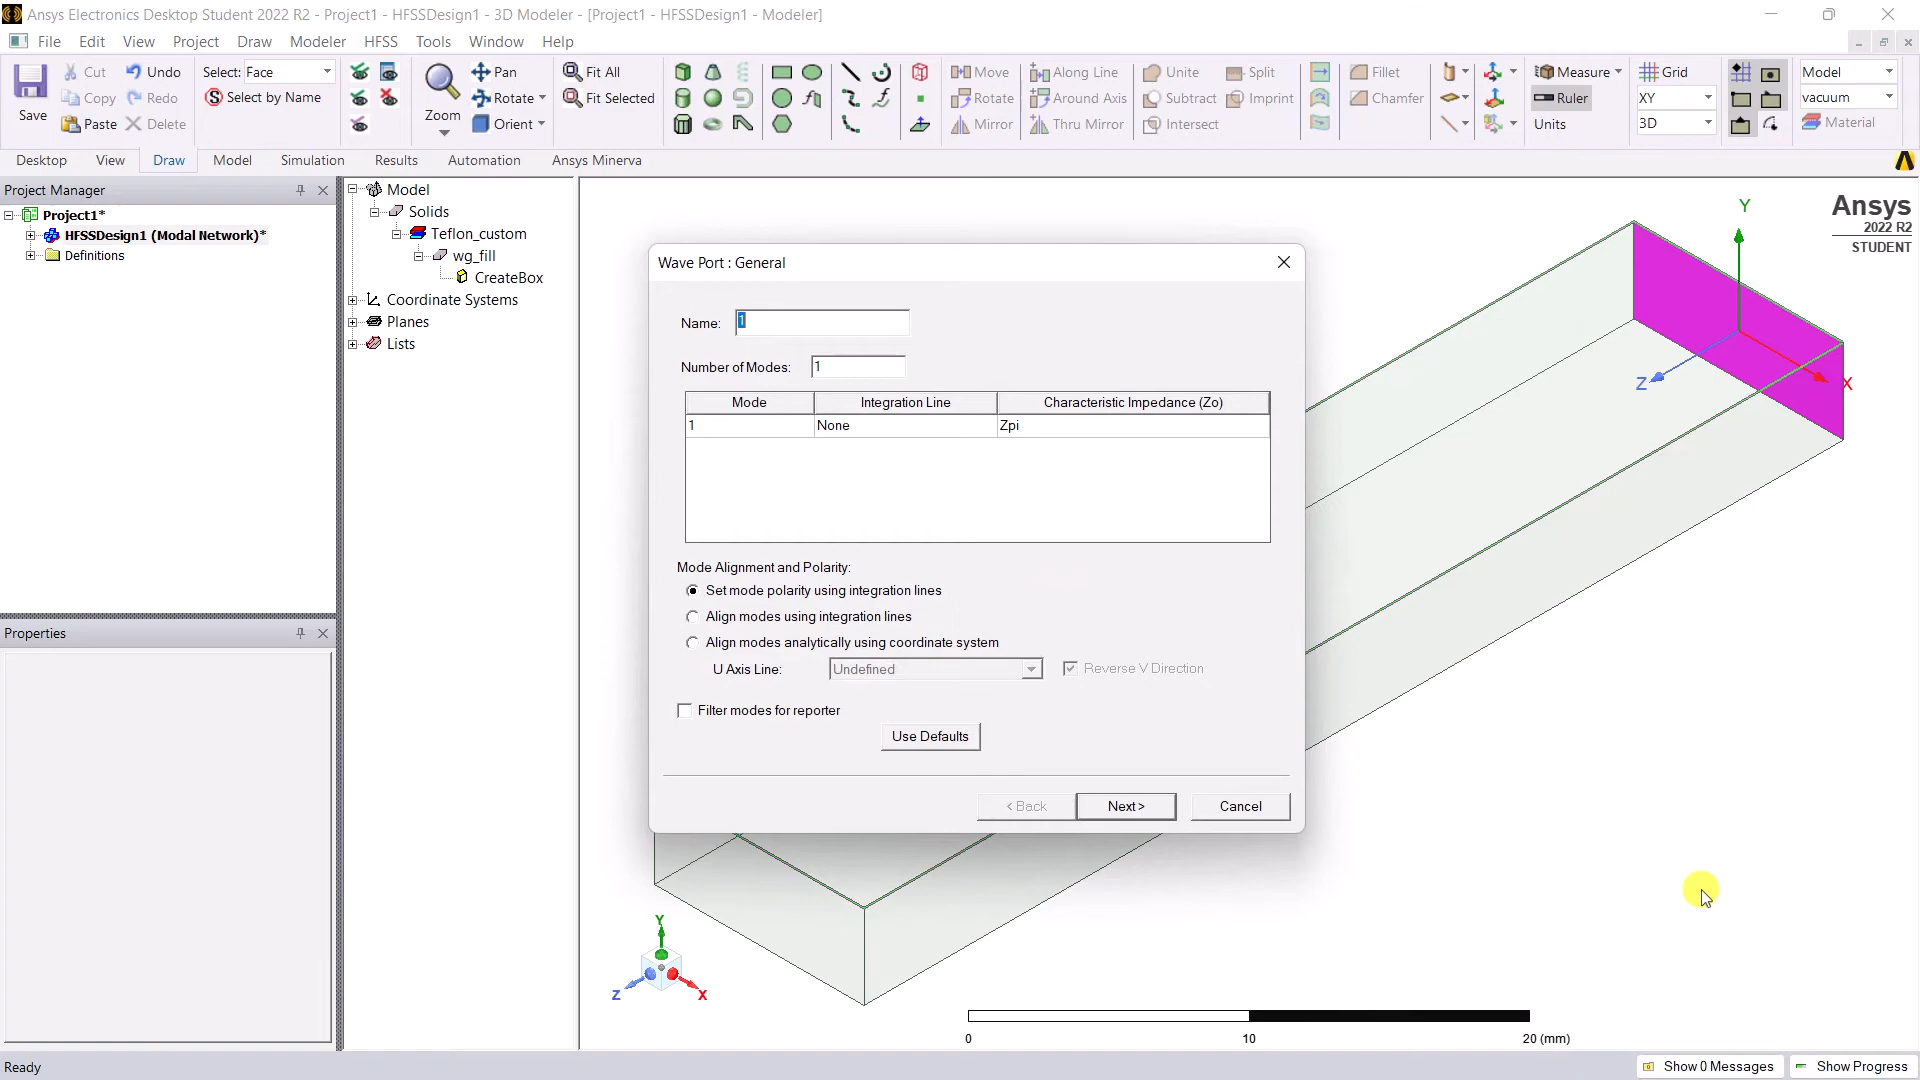 Ansys Electronics Desktop Student 2022 R2 - Project1 - HFSSDesign1 - 3D Modeler - [Project1 - HFSSDesign1 - Modeler]
File Edit View Project Draw Modeler HFSS Tools Window Help
Save
Cut
Copy
Paste
Undo
Redo
Delete
Select: Face
Select by Name
Zoom
Pan
Rotate
Orient
Fit All
Fit Selected
Move
Rotate
Mirror
Along Line
Around Axis
Thru Mirror
Unite
Subtract
Intersect
Split
Imprint
Fillet
Chamfer
Measure
Ruler
Units
Grid
XY
3D
Model
vacuum
Material
Desktop View Draw Model Simulation Results Automation Ansys Minerva
Project Manager
Project1*
HFSSDesign1 (Modal Network)*
Definitions
Properties
Model
Solids
Teflon_custom
wg_fill
CreateBox
Coordinate Systems
Planes
Lists
Wave Port : General
Name: 1
Number of Modes: 1
Mode Integration Line Characteristic Impedance (Zo)
1 None Zpi
Mode Alignment and Polarity:
Set mode polarity using integration lines
Align modes using integration lines
Align modes analytically using coordinate system
U Axis Line: Undefined Reverse V Direction
Filter modes for reporter
Use Defaults
< Back Next > Cancel
Ansys
2022 R2
STUDENT
Y
Z
X
Y
Z
X
0 10 20 (mm)
Ready
Show 0 Messages Show Progress